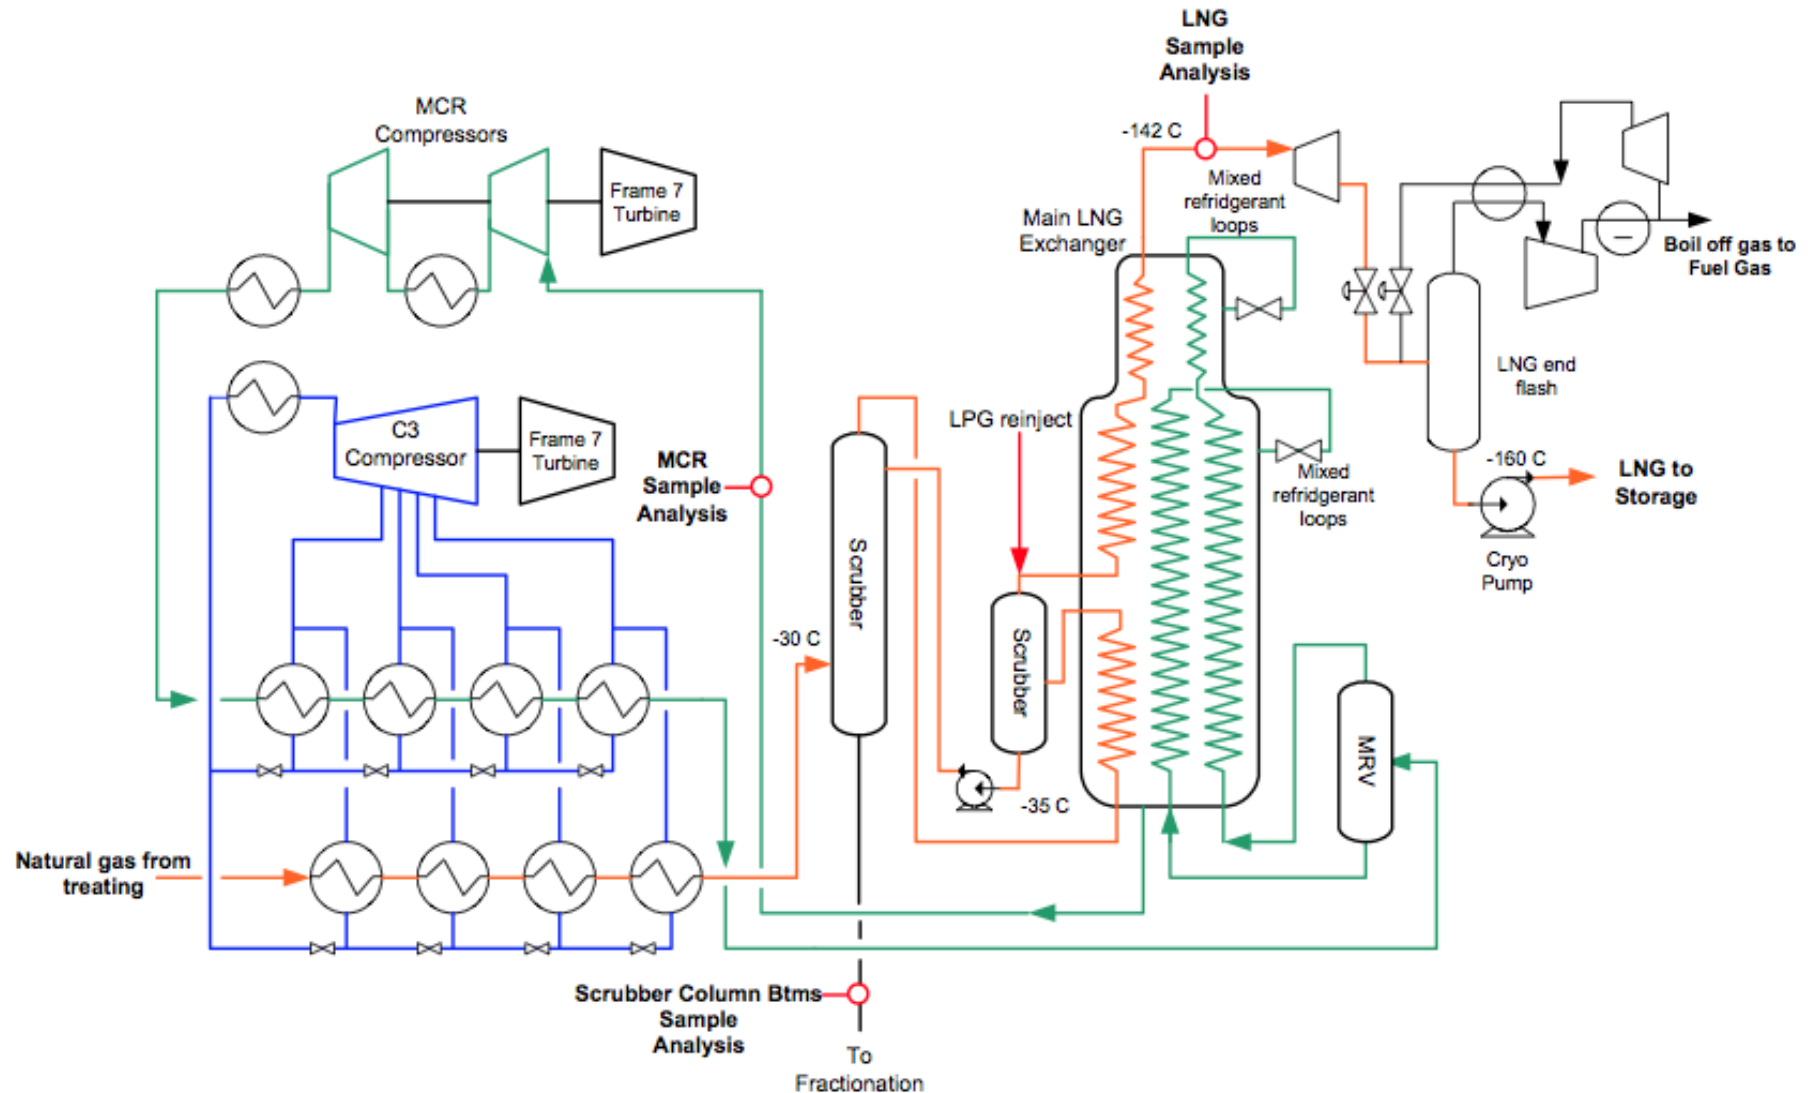 LNG
Sample
Analysis
MCR
Compressors
-142 C
Frame 7
Turbine
Mixed
refridgerant
loops
Main LNG
Exchanger
Boil off gas to
Fuel Gas
LNG end
flash
C3
Compressor
Frame 7
Turbine
LPG reinject
MCR
Sample
Analysis
Mixed
refridgerant
loops
-160 C
LNG to
Storage
Cryo
Pump
Scrubber
-30 C
Scrubber
MRV
-35 C
Natural gas from
treating
Scrubber Column Btms
Sample
Analysis
To
Fractionation